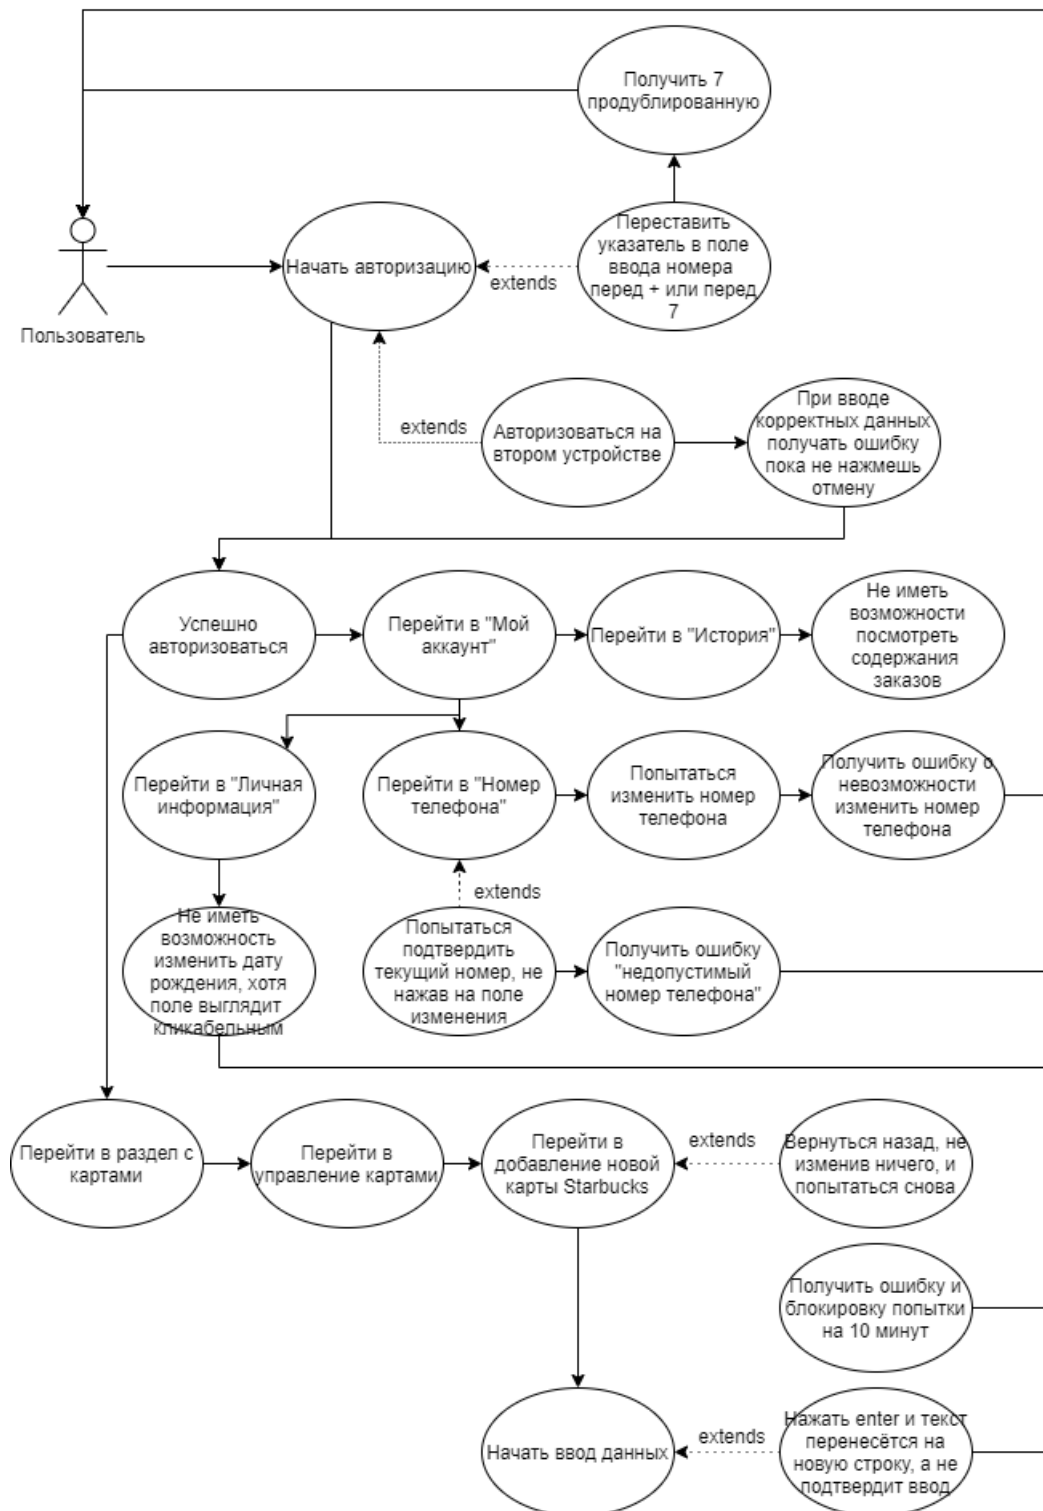 Получить 7
продублированную
Переставить
указатель в поле
ввода номера
перед + или перед
7
Начать авторизацию
extends
Пользователь
extends
Авторизоваться на
втором устройстве
При вводе
корректных данных
получать ошибку
пока не нажмешь
отмену
Успешно
авторизоваться
Перейти в "Мой
аккаунт"
Перейти в "История"
Не иметь
возможности
посмотреть
содержания
заказов
Перейти в "Личная
информация"
Перейти в "Номер
телефона"
Попытаться
изменить номер
телефона
Получить ошибку о
невозможности
изменить номер
телефона
extends
Не иметь
возможность
изменить дату
рождения, хотя
поле выглядит
кликабельным
Попытаться
подтвердить
текущий номер, не
нажав на поле
изменения
Получить ошибку
"недопустимый
номер телефона"
Перейти в раздел с
картами
Перейти в
управление картами
Перейти в
добавление новой
карты Starbucks
extends
Вернуться назад, не
изменив ничего, и
попытаться снова
Получить ошибку и
блокировку попытки
на 10 минут
Начать ввод данных
extends
Нажать enter и текст
перенесётся на
новую строку, а не
подтвердит ввод